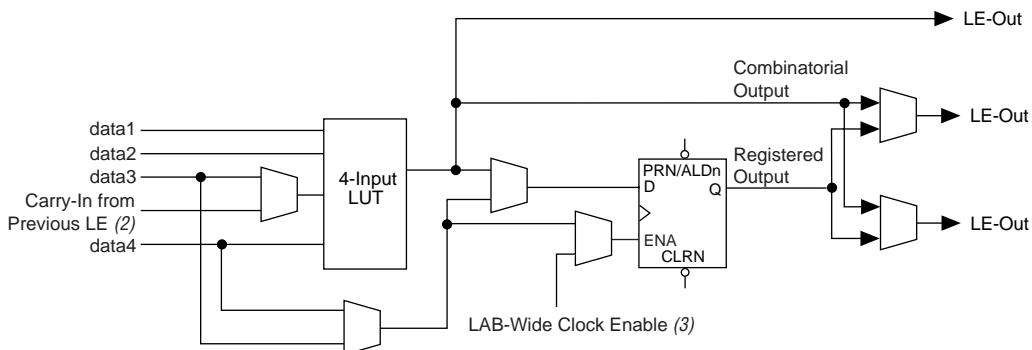 LE-Out
Combinatorial
Output
LE-Out
data1
data2
data3
Carry-In from
Previous LE (2)
data4
4-Input
LUT
PRN/ALDn
D
Q
ENA
CLRN
Registered
Output
LE-Out
LAB-Wide Clock Enable (3)